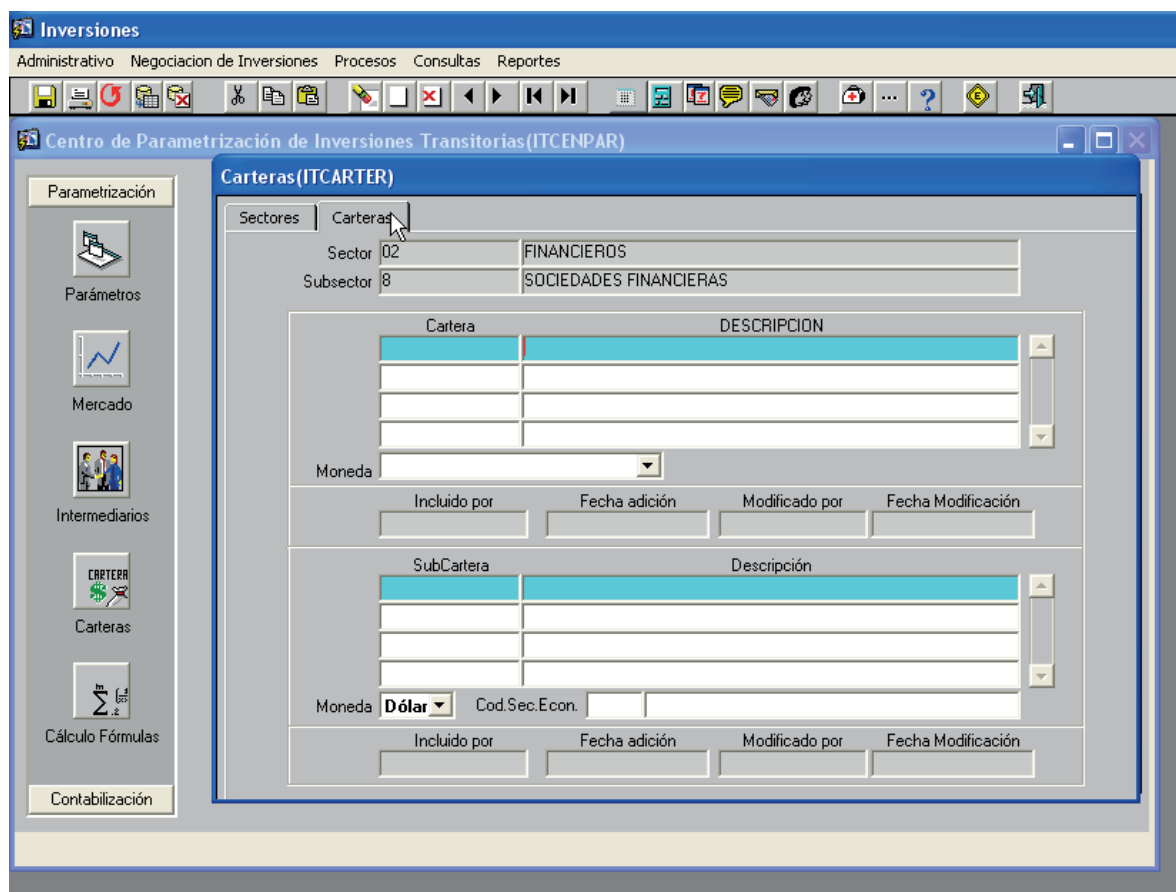 Inversiones
Administrativo Negociacion de Inversiones Procesos Consultas Reportes
Centro de Parametrización de Inversiones Transitorias(ITCENPAR)
Parametrización
Parámetros
Mercado
Intermediarios
CARTERA
Carteras
Cálculo Fórmulas
Contabilización
Carteras(ITCARTER)
Sectores Carteras
Sector 02 FINANCIEROS
Subsector 8 SOCIEDADES FINANCIERAS
Cartera DESCRIPCION
Moneda
Incluido por Fecha adición Modificado por Fecha Modificación
SubCartera Descripción
Moneda Dólar Cod.Sec.Econ.
Incluido por Fecha adición Modificado por Fecha Modificación